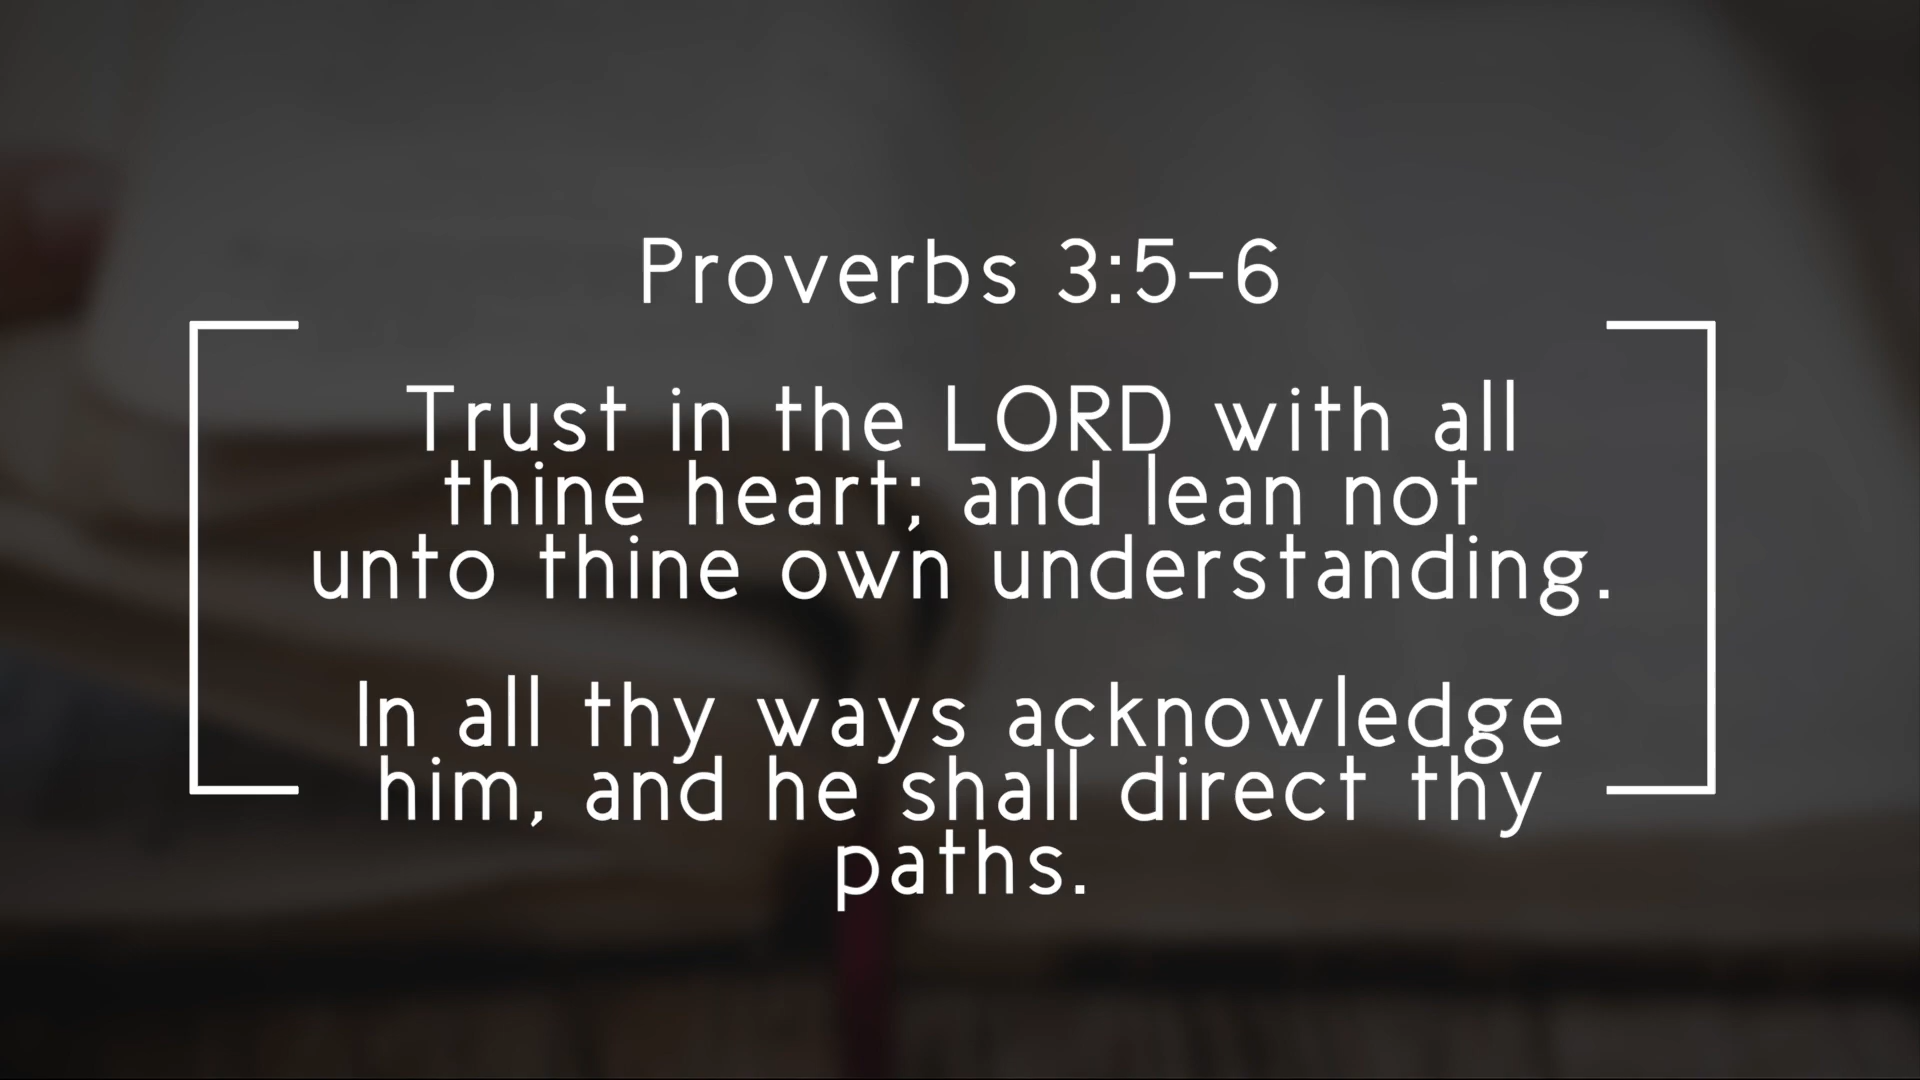 Proverbs 3:5-6
Trust in the LORD with all
thine heart; and lean not
unto thine own understanding.
In all thy ways acknowledge
him, and he shall direct thy
paths.